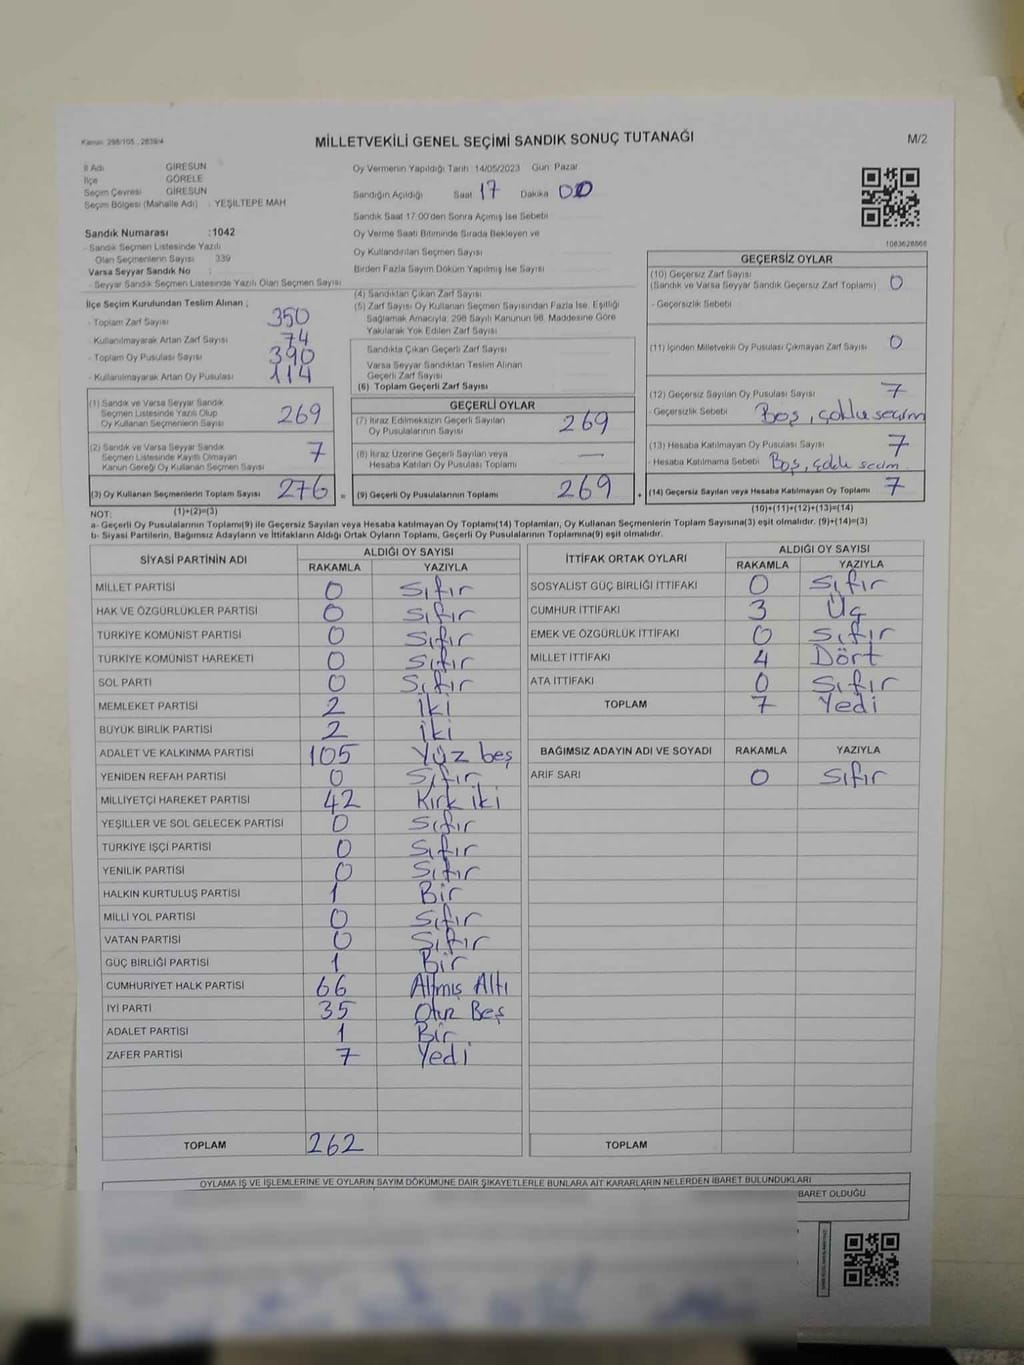 Kanun: 298/105 , 2839/4
MİLLETVEKİLİ GENEL SEÇİMİ SANDIK SONUÇ TUTANAĞI
M/2
İl Adı GİRESUN
İlçe GÖRELE
Seçim Çevresi GİRESUN
Seçim Bölgesi (Mahalle Adı) : YEŞİLTEPE MAH
Sandık Numarası :1042
- Sandık Seçmen Listesinde Yazılı
Olan Seçmenlerin Sayısı 339
Varsa Seyyar Sandık No :
- Seyyar Seçmen Listesinde Yazılı Olan Seçmen Sayısı
Oy Vermenin Yapıldığı Tarih 14/05/2023 Gün Pazar
Sandığın Açıldığı Saat 17 Dakika 00
Sandık Saat 17.00'den Sonra Açımış İse Sebebi
Oy Verme Saati Bitiminde Sırada Bekleyen ve
Oy Kullandırılan Seçmen Sayısı
Birden Fazla Sayım Döküm Yapılmış İse Sayısı
1063628868
İlçe Seçim Kurulundan Teslim Alınan ;
- Toplam Zarf Sayısı 350
- Kullanılmayarak Artan Zarf Sayısı 74
- Toplam Oy Pusulası Sayısı 390
- Kullanılmayarak Artan Oy Pusulası 114
(4) Sandıktan Çıkan Zarf Sayısı
(5) Zarf Sayısı Oy Kullanan Seçmen Sayısından Fazla İse, Eşitliği
Sağlamak Amacıyla; 298 Sayılı Kanunun 98. Maddesine Göre
Yakılarak Yok Edilen Zarf Sayısı
Sandıkta Çıkan Geçerli Zarf Sayısı
Varsa Seyyar Sandıktan Teslim Alınan
Geçerli Zarf Sayısı
(6) Toplam Geçerli Zarf Sayısı
GEÇERSİZ OYLAR
(10) Geçersiz Zarf Sayısı
(Sandık ve Varsa Seyyar Sandık Geçersiz Zarf Toplamı) 0
- Geçersizlik Sebebi
(11) İçinden Milletvekili Oy Pusulası Çıkmayan Zarf Sayısı 0
(12) Geçersiz Sayılan Oy Pusulası Sayısı 7
- Geçersizlik Sebebi Boş, çoklu seçim
(13) Hesaba Katılmayan Oy Pusulası Sayısı 7
- Hesaba Katılmama Sebebi Boş, çoklu seçim
(14) Geçersiz Sayılan veya Hesaba Katılmayan Oy Toplamı 7
(10)+(11)+(12)+(13)=(14)
(1) Sandık ve Varsa Seyyar Sandık
Seçmen Listesinde Yazılı Olup
Oy Kullanan Seçmenlerin Sayısı 269
(2) Sandık ve Varsa Seyyar Sandık
Seçmen Listesinde Kayıtlı Olmayan
Kanun Gereği Oy Kullanan Seçmen Sayısı 7
(3) Oy Kullanan Seçmenlerin Toplam Sayısı 276 =
(1)+(2)=(3)
GEÇERLİ OYLAR
(7) İtiraz Edilmeksizin Geçerli Sayılan
Oy Pusulalarının Sayısı 269
(8) İtiraz Üzerine Geçerli Sayılan veya
Hesaba Katılan Oy Pusulası Toplamı —
(9) Geçerli Oy Pusulalarının Toplamı 269 +
NOT:
a- Geçerli Oy Pusulalarının Toplamı(9) ile Geçersiz Sayılan veya Hesaba katılmayan Oy Toplamı(14) Toplamları, Oy Kullanan Seçmenlerin Toplam Sayısına(3) eşit olmalıdır. (9)+(14)=(3)
b- Siyasi Partilerin, Bağımsız Adayların ve İttifakların Aldığı Ortak Oyların Toplamı, Geçerli Oy Pusulalarının Toplamına(9) eşit olmalıdır.
SİYASİ PARTİNİN ADI ALDIĞI OY SAYISI
RAKAMLA YAZIYLA
MİLLET PARTİSİ 0 Sıfır
HAK VE ÖZGÜRLÜKLER PARTİSİ 0 Sıfır
TÜRKİYE KOMÜNİST PARTİSİ 0 Sıfır
TÜRKİYE KOMÜNİST HAREKETİ 0 Sıfır
SOL PARTİ 0 Sıfır
MEMLEKET PARTİSİ 2 İki
BÜYÜK BİRLİK PARTİSİ 2 İki
ADALET VE KALKINMA PARTİSİ 105 Yüz beş
YENİDEN REFAH PARTİSİ 0 Sıfır
MİLLİYETÇİ HAREKET PARTİSİ 42 Kırk iki
YEŞİLLER VE SOL GELECEK PARTİSİ 0 Sıfır
TÜRKİYE İŞÇİ PARTİSİ 0 Sıfır
YENİLİK PARTİSİ 0 Sıfır
HALKIN KURTULUŞ PARTİSİ 1 Bir
MİLLİ YOL PARTİSİ 0 Sıfır
VATAN PARTİSİ 0 Sıfır
GÜÇ BİRLİĞİ PARTİSİ 1 Bir
CUMHURİYET HALK PARTİSİ 66 Altmış Altı
İYİ PARTİ 35 Otuz Beş
ADALET PARTİSİ 1 Bir
ZAFER PARTİSİ 7 Yedi
TOPLAM 262
İTTİFAK ORTAK OYLARI ALDIĞI OY SAYISI
RAKAMLA YAZIYLA
SOSYALİST GÜÇ BİRLİĞİ İTTİFAKI 0 Sıfır
CUMHUR İTTİFAKI 3 Üç
EMEK VE ÖZGÜRLÜK İTTİFAKI 0 Sıfır
MİLLET İTTİFAKI 4 Dört
ATA İTTİFAKI 0 Sıfır
TOPLAM 7 Yedi
BAĞIMSIZ ADAYIN ADI VE SOYADI RAKAMLA YAZIYLA
ARİF SARI 0 Sıfır
TOPLAM
OYLAMA İŞ VE İŞLEMLERİNE VE OYLARIN SAYIM DÖKÜMÜNE DAİR ŞİKAYETLERLE BUNLARA AİT KARARLARIN NELERDEN İBARET BULUNDUKLARI
BARET OLDUĞU